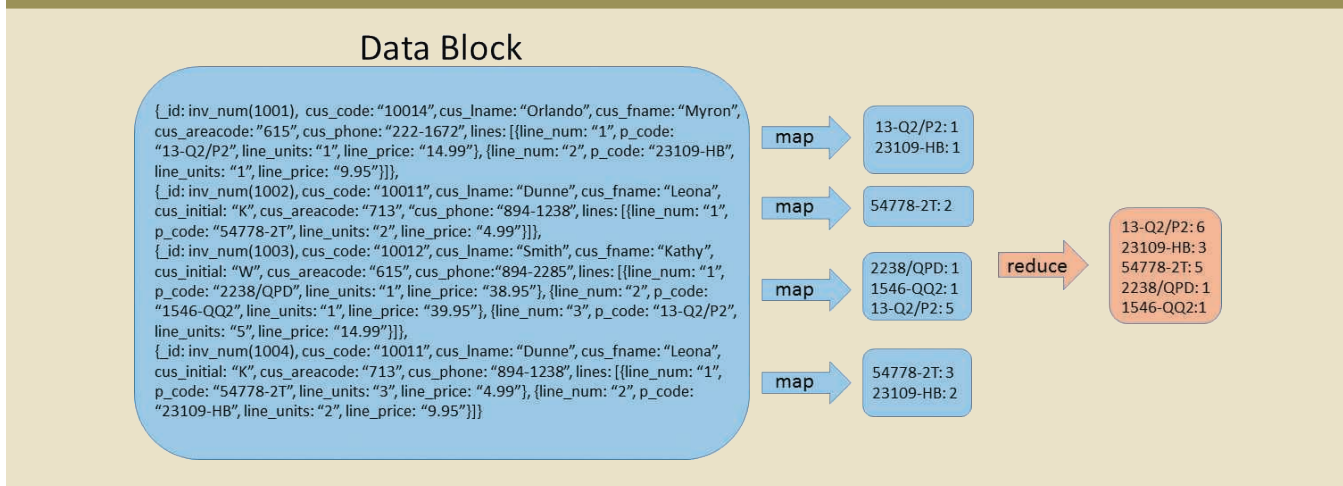 Data Block
{_id: inv_num(1001),  cus_code: “10014”, cus_lname: “Orlando”, cus_fname: “Myron”,
cus_areacode: ”615”, cus_phone: “222-1672”, lines: [{line_num: “1”, p_code:
“13-Q2/P2”, line_units: “1”, line_price: “14.99”}, {line_num: “2”, p_code: “23109-HB”,
line_units: “1”, line_price: “9.95”}]},
{_id: inv_num(1002), cus_code: “10011”, cus_lname: “Dunne”, cus_fname: “Leona”,
cus_initial: “K”, cus_areacode: “713”, “cus_phone: “894-1238”, lines: [{line_num: “1”,
p_code: “54778-2T”, line_units: “2”, line_price: “4.99”}]},
{_id: inv_num(1003), cus_code: “10012”, cus_lname: “Smith”, cus_fname: “Kathy”,
cus_initial: “W”, cus_areacode: “615”, cus_phone:“894-2285”, lines: [{line_num: “1”,
p_code: “2238/QPD”, line_units: “1”, line_price: “38.95”}, {line_num: “2”, p_code:
“1546-QQ2”, line_units: “1”, line_price: “39.95”}, {line_num: “3”, p_code: “13-Q2/P2”,
line_units: “5”, line_price: “14.99”}]},
{_id: inv_num(1004), cus_code: “10011”, cus_lname: “Dunne”, cus_fname: “Leona”,
cus_initial: “K”, cus_areacode: “713”, cus_phone: “894-1238”, lines: [{line_num: “1”,
p_code: “54778-2T”, line_units: “3”, line_price: “4.99”}, {line_num: “2”, p_code:
“23109-HB”, line_units: “2”, line_price: “9.95”}]}
map
13-Q2/P2: 1
23109-HB: 1
map
54778-2T: 2
map
2238/QPD: 1
1546-QQ2: 1
13-Q2/P2: 5
map
54778-2T: 3
23109-HB: 2
reduce
13-Q2/P2: 6
23109-HB: 3
54778-2T: 5
2238/QPD: 1
1546-QQ2:1